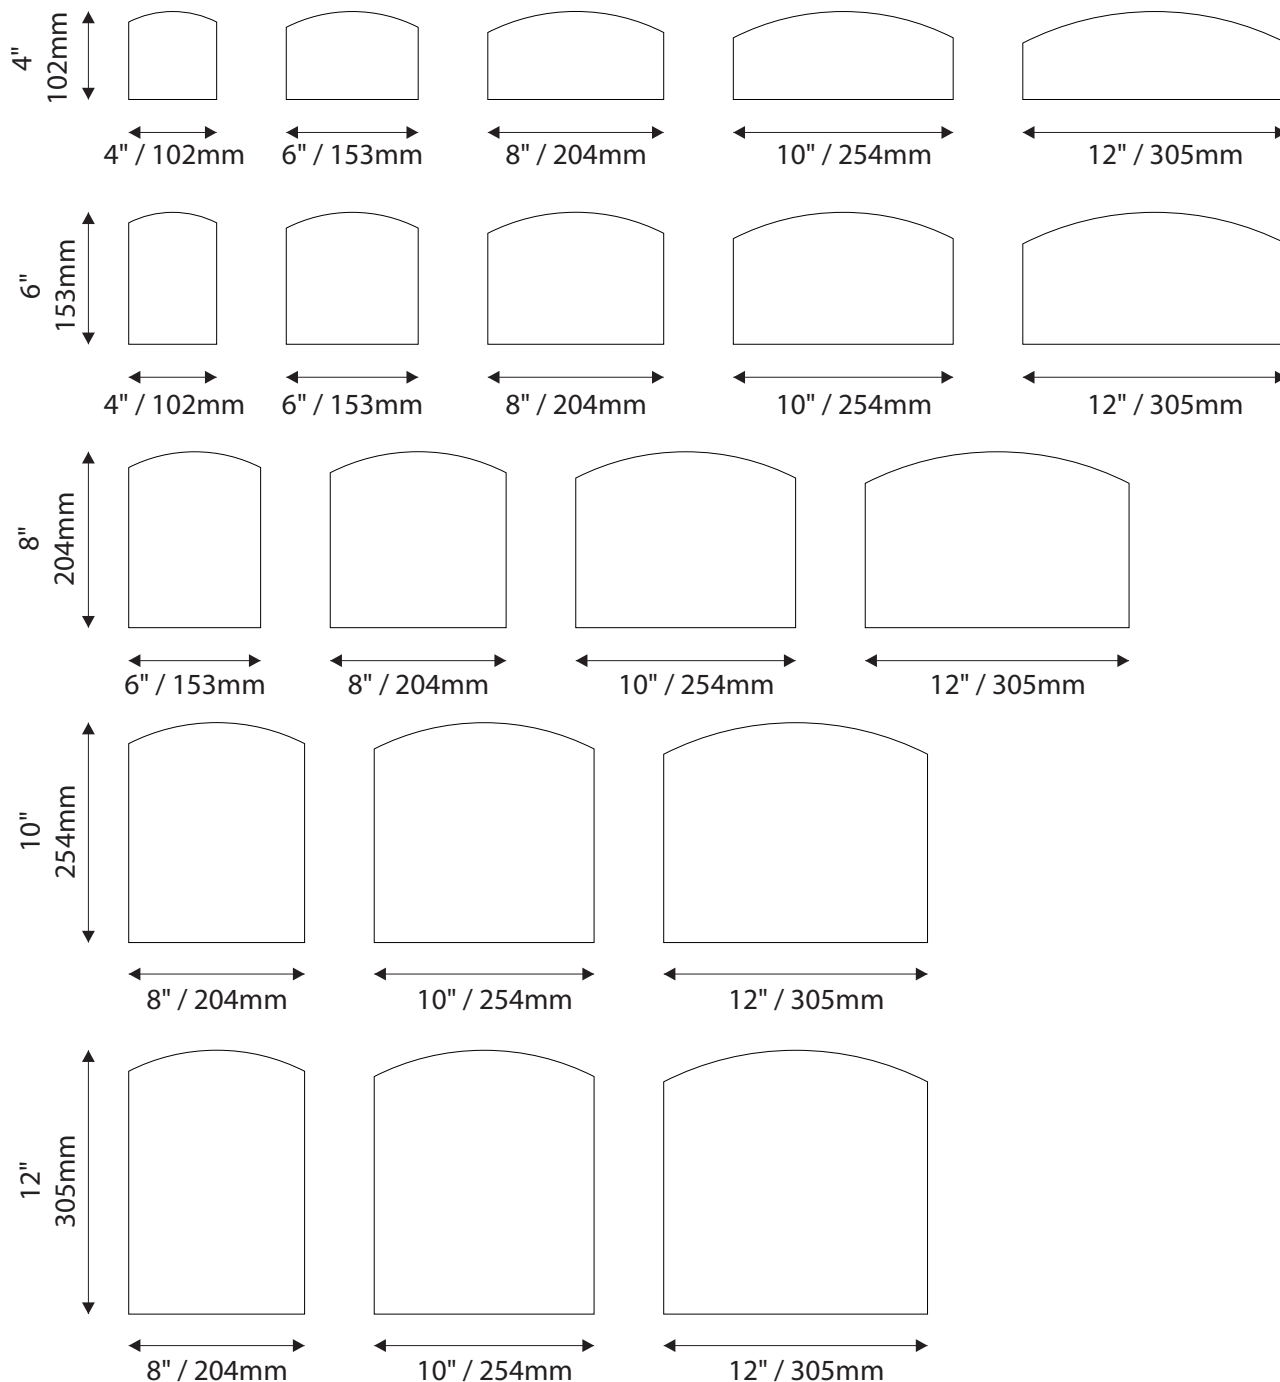 4"
102mm
4" / 102mm
6" / 153mm
8" / 204mm
10" / 254mm
12" / 305mm
6"
153mm
4" / 102mm
6" / 153mm
8" / 204mm
10" / 254mm
12" / 305mm
8"
204mm
6" / 153mm
8" / 204mm
10" / 254mm
12" / 305mm
10"
254mm
8" / 204mm
10" / 254mm
12" / 305mm
12"
305mm
8" / 204mm
10" / 254mm
12" / 305mm